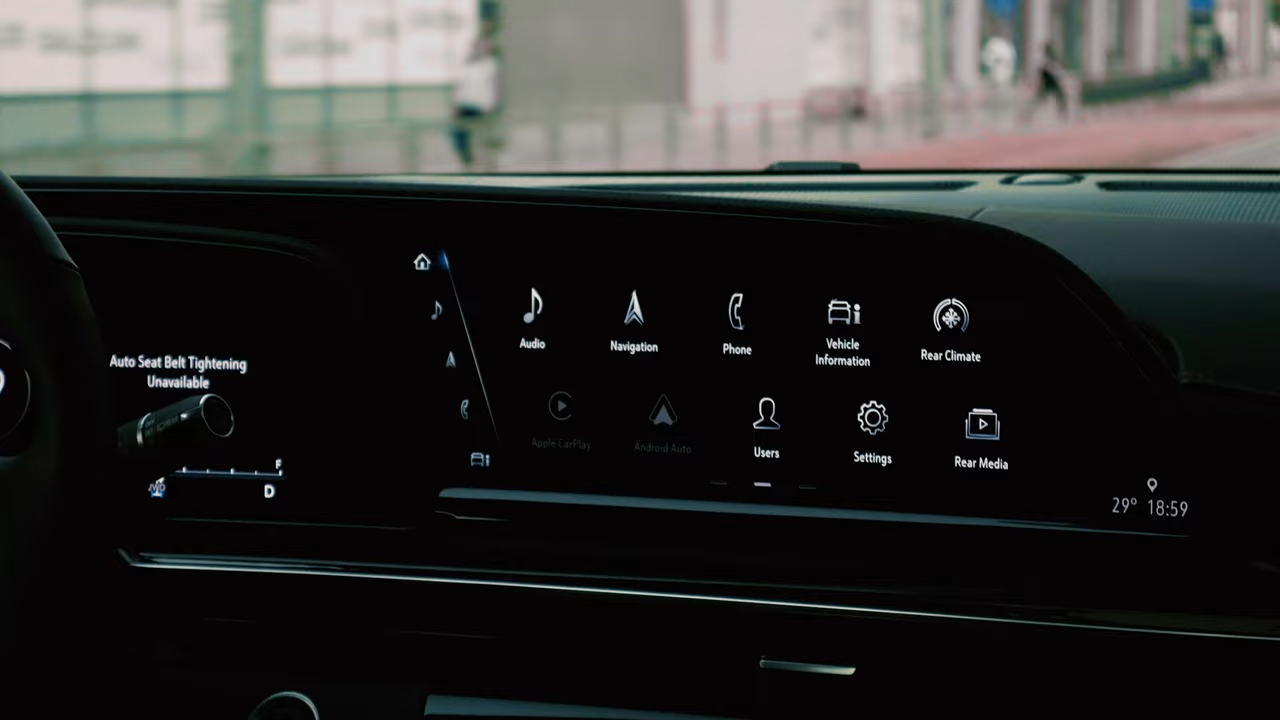 Auto Seat Belt Tightening
Unavailable
F
2WD
D
Audio
Navigation
Phone
Vehicle
Information
Rear Climate
Apple CarPlay
Android Auto
Users
Settings
Rear Media
29° 18:59